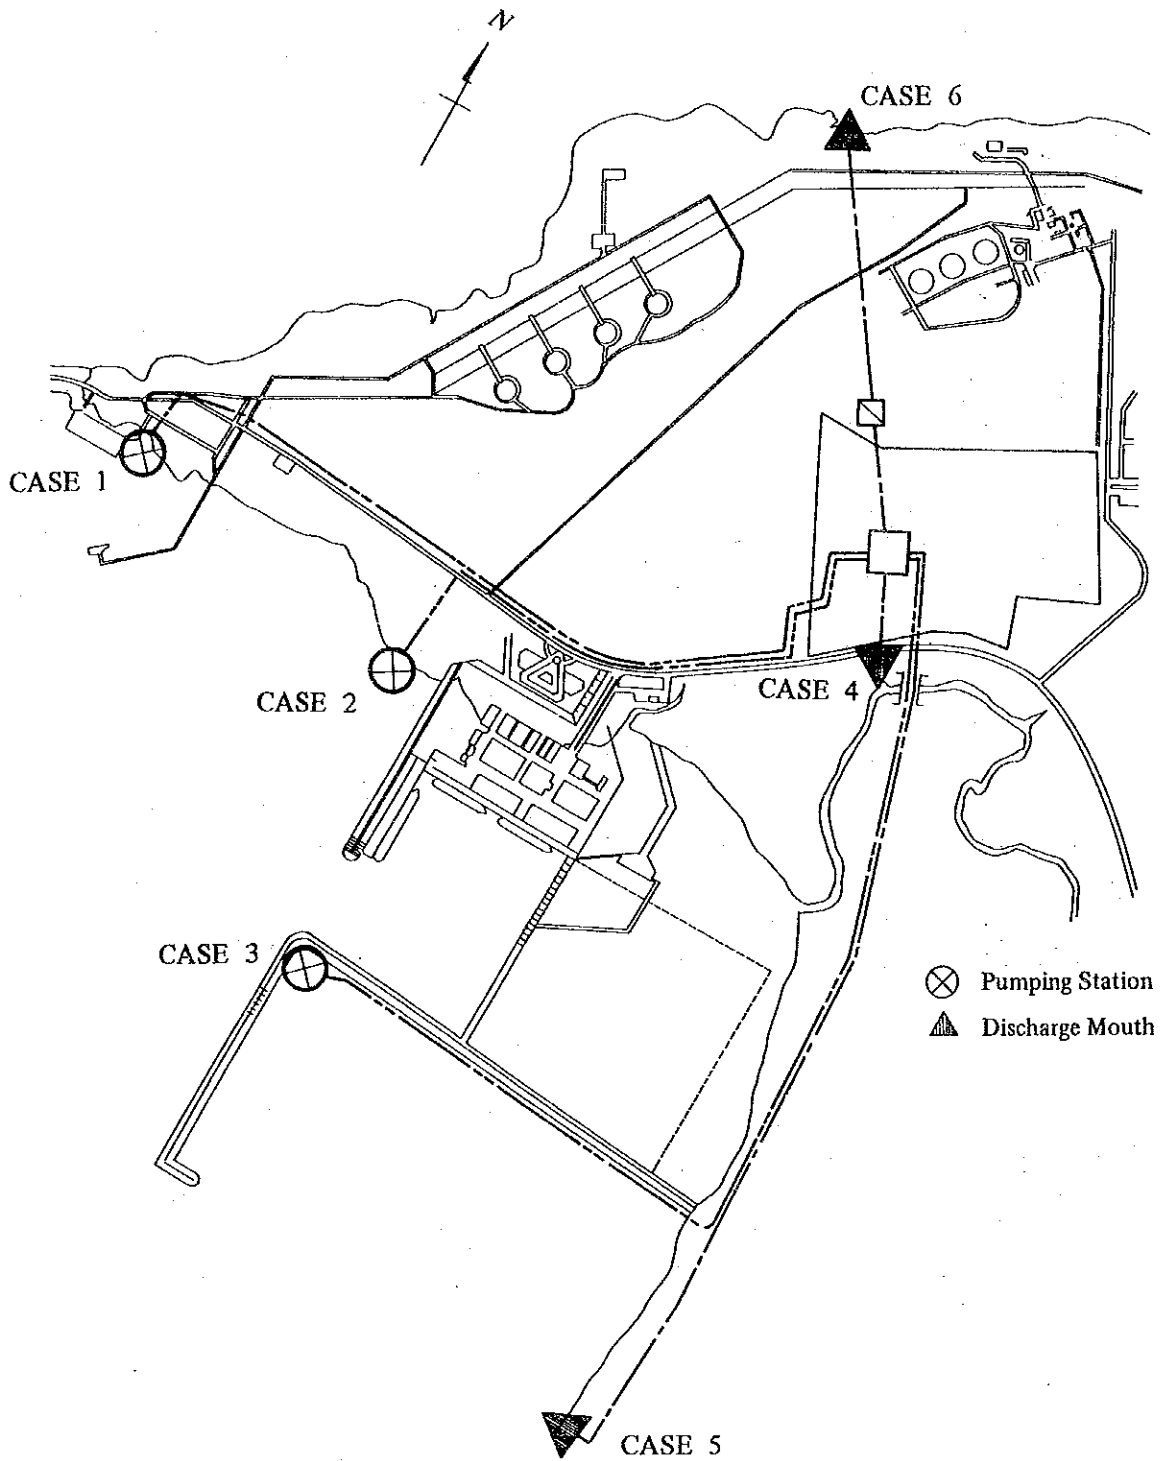 N
CASE 6
CASE 1
CASE 2
CASE 4
CASE 3
Pumping Station
Discharge Mouth
CASE 5